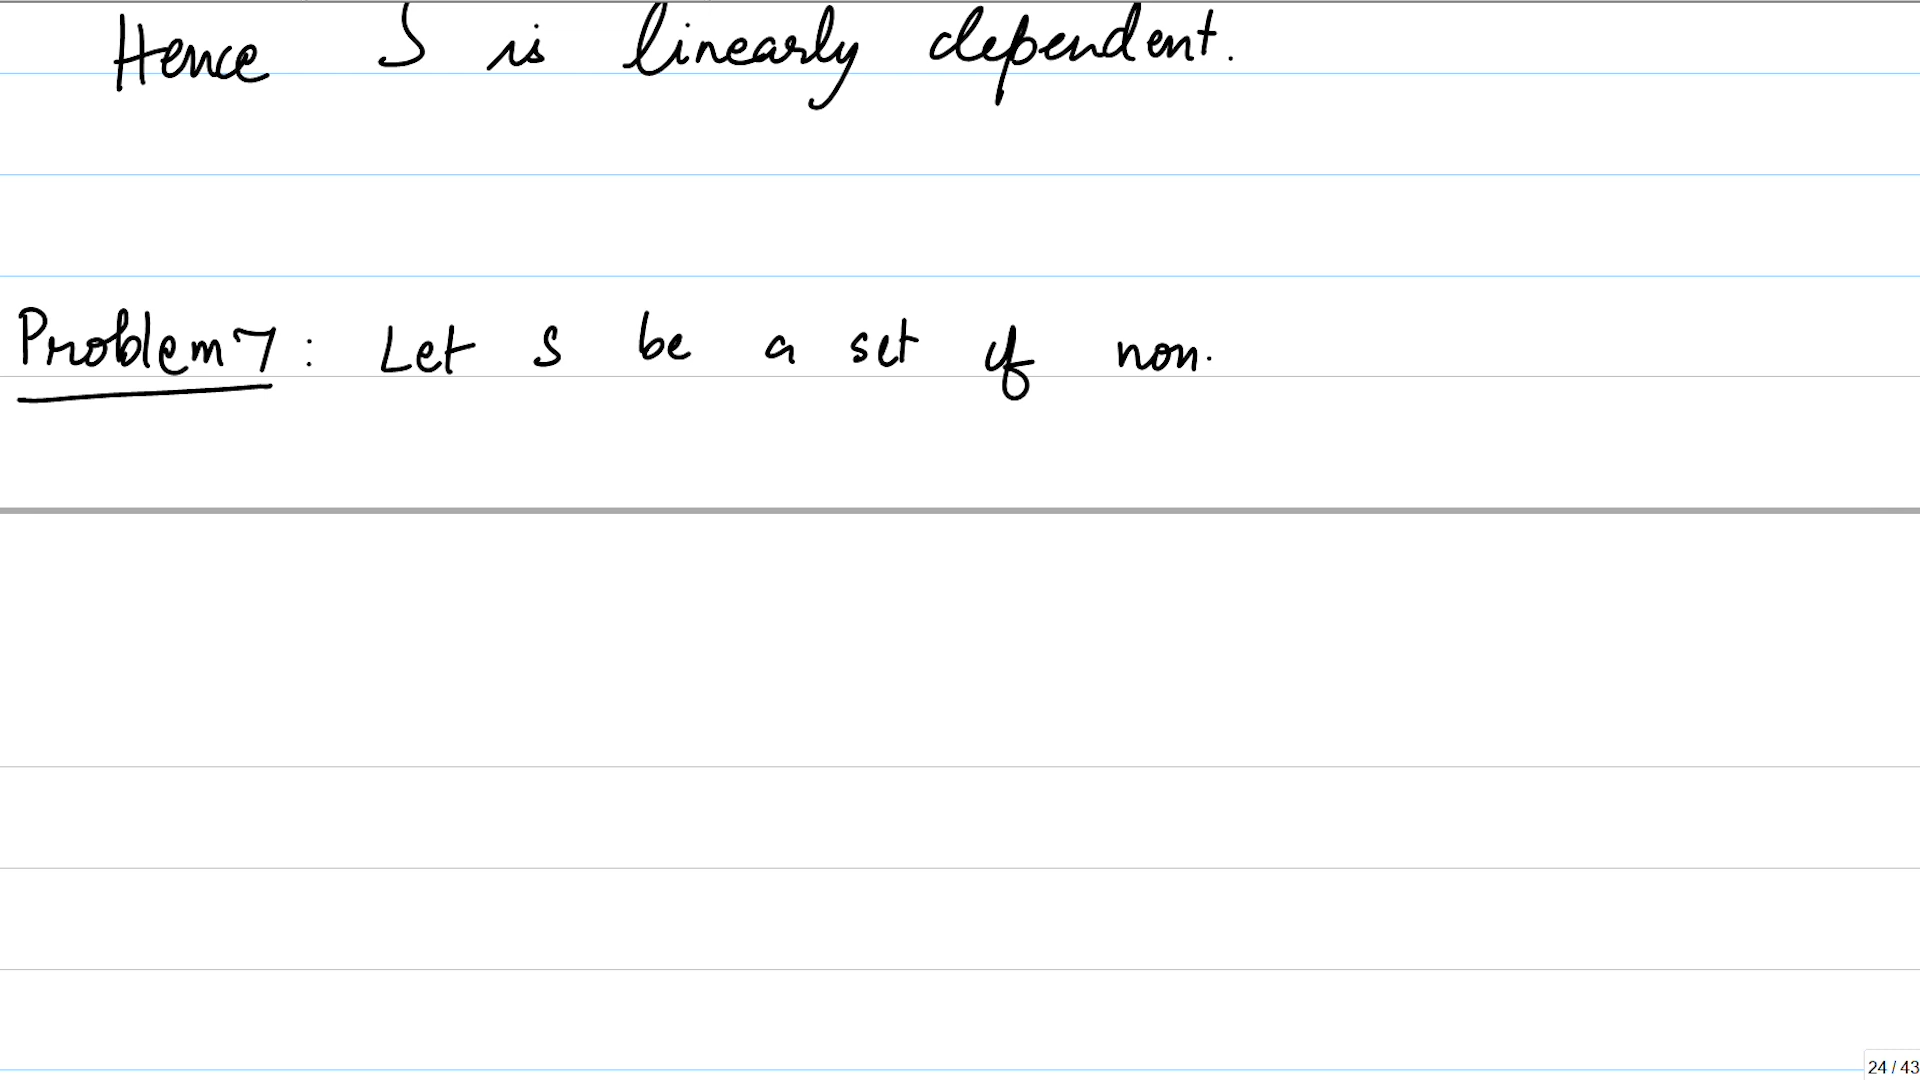 Hence S is linearly dependent.
Problem 7 : Let S be a set of non.
24 / 43